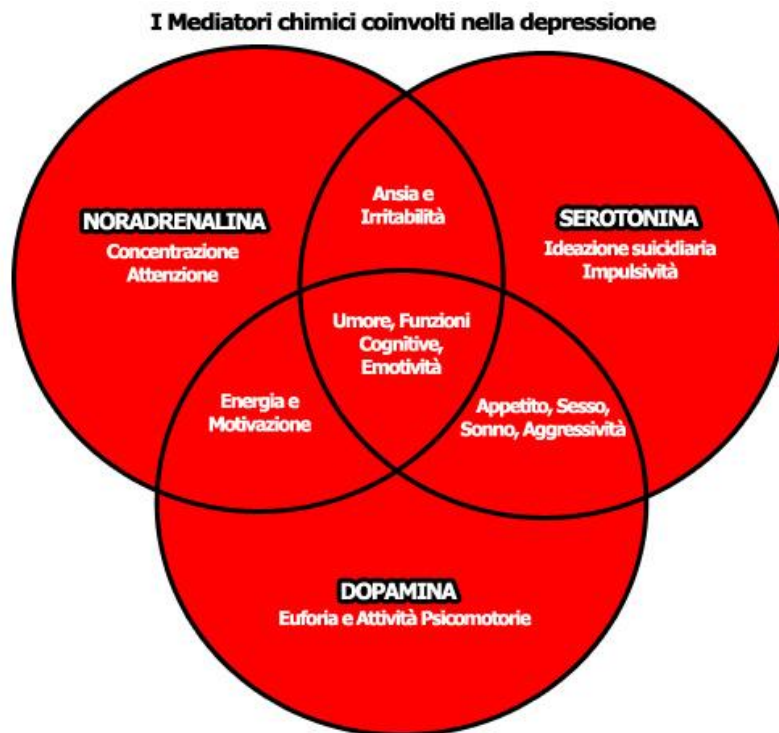 I Mediatori chimici coinvolti nella depressione
Ansia e
Irritabilità
NORADRENALINA
Concentrazione
Attenzione
SEROTONINA
Ideazione suicidiaria
Impulsività
Umore, Funzioni
Cognitive,
Emotività
Energia e
Motivazione
Appetito, Sesso,
Sonno, Aggressività
DOPAMINA
Euforia e Attività Psicomotorie